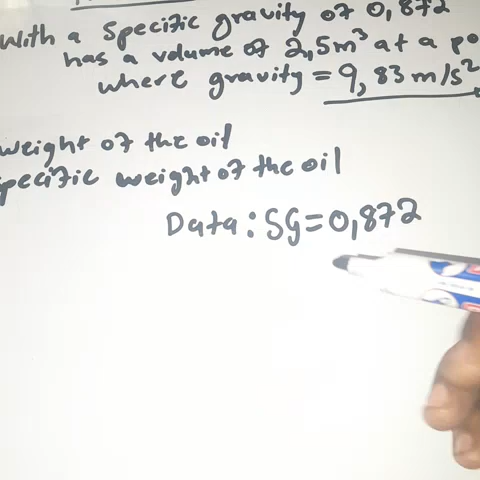 With a specific gravity of 0,872
has a volume of 2,5m³ at a po
where gravity = 9,83 m/s²
weight of the oil
pecific weight of the oil
Data: SG=0,872